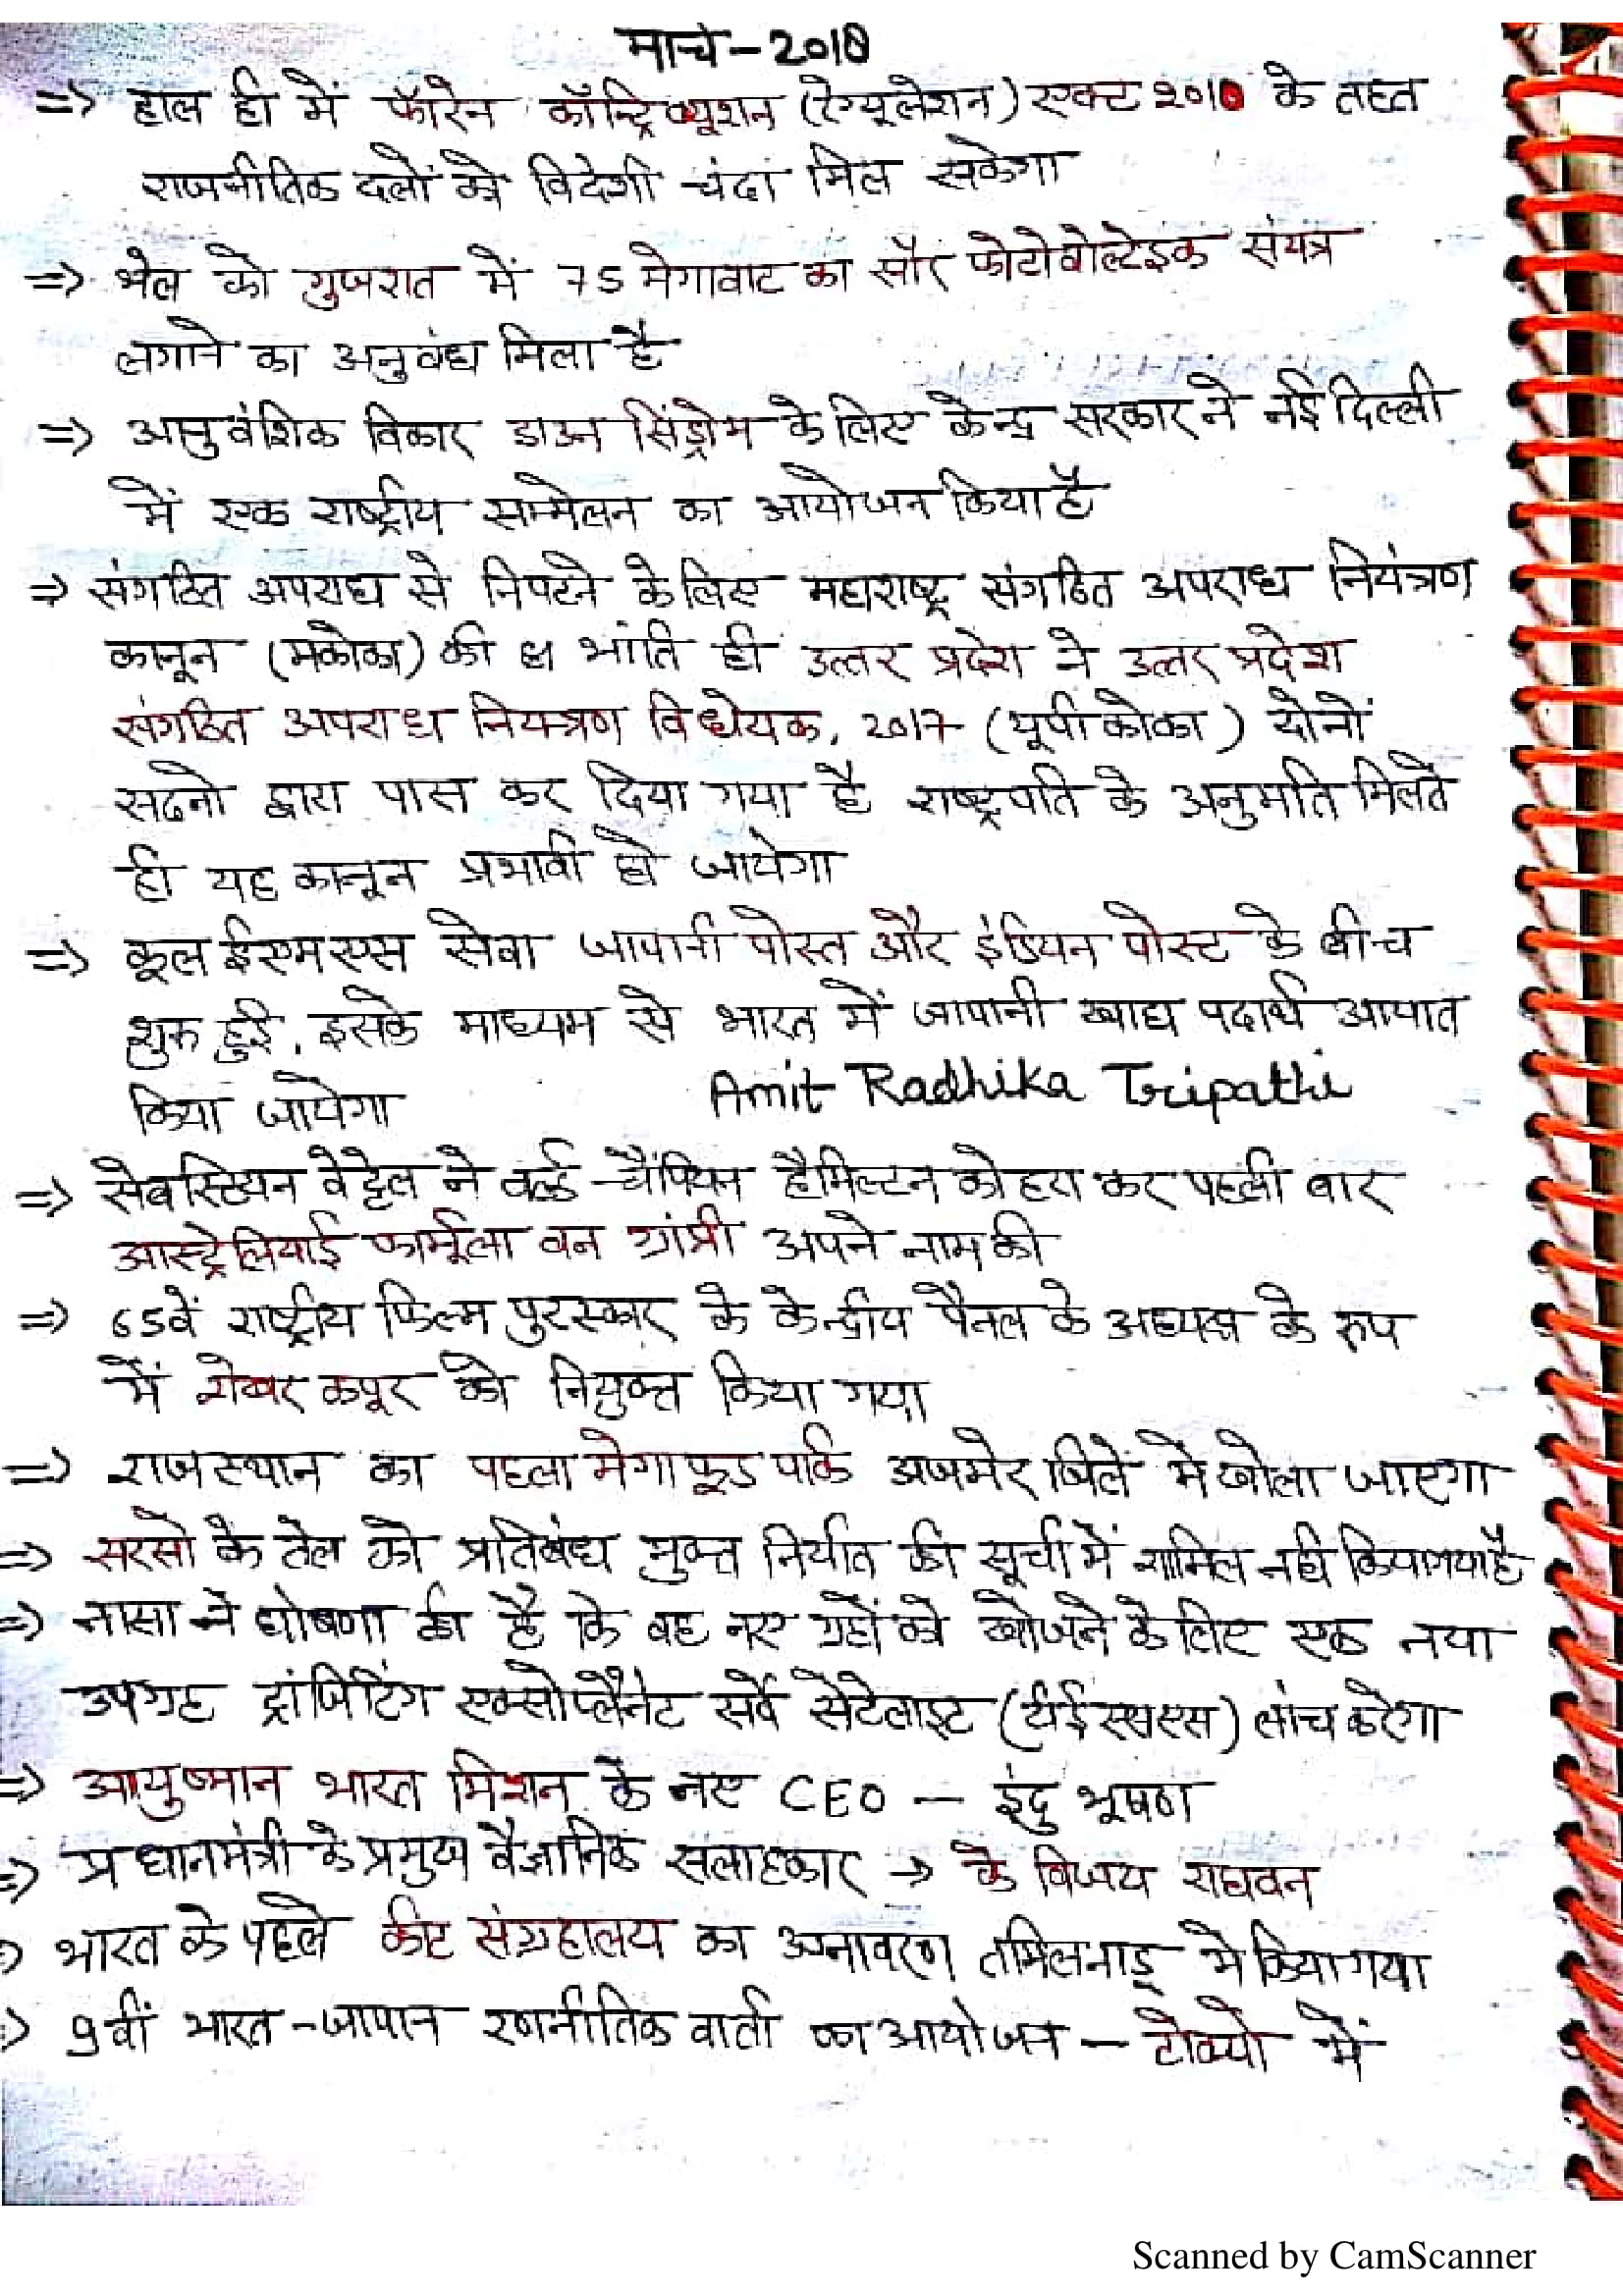 मार्च - 2018
=> हाल ही में फॉरेन कॉन्ट्रिब्यूशन (रेग्यूलेशन) एक्ट 2010 के तहत
राजनीतिक दलों को विदेशी चंदा मिल सकेगा
=> भेल को गुजरात में 75 मेगावाट का सौर फोटोवोल्टेइक संयत्र
लगाने का अनुबंध मिला है
=> आनुवंशिक विकार डाउन सिंड्रोम के लिए केन्द्र सरकार ने नई दिल्ली
में एक राष्ट्रीय सम्मेलन का आयोजन किया है
=> संगठित अपराध से निपटने के लिए महाराष्ट्र संगठित अपराध नियंत्रण
कानून (मकोका) की भांति ही उत्तर प्रदेश ने उत्तर प्रदेश
संगठित अपराध नियन्त्रण विधेयक, 2017 (यूपीकोका) दोनों
सदनो द्वारा पास कर दिया गया है राष्ट्रपति के अनुमति मिलते
ही यह कानून प्रभावी हो जायेगा
=> कूल ईएमएस सेवा जापानी पोस्त और इंडियन पोस्ट के बीच
शुरू हुई, इसके माध्यम से भारत में जापानी खाद्य पदार्थ आयात
किया जायेगा Amit Radhika Tripathi
=> सेबस्टियन वेट्टेल ने वर्ल्ड चैंपियन हैमिल्टन को हरा कर पहली बार
आस्ट्रेलियाई फार्मूला वन ग्रांप्री अपने नाम की
=> 65वें राष्ट्रीय फिल्म पुरस्कार के केन्द्रीय पैनल के अध्यक्ष के रूप
में शेखर कपूर को नियुक्त किया गया
=> राजस्थान का पहला मेगा फूड पार्क अजमेर जिले में खोला जाएगा
=> सरसो के तेल को प्रतिबंध मुक्त निर्यात की सूची में शामिल नही किया गया है
=> नासा ने घोषणा की है कि वह नए ग्रहों को खोजने के लिए एक नया
उपग्रह ट्रांजिटिंग एक्सोप्लैनेट सर्वे सेटेलाइट (टीईएसएस) लांच करेगा
=> आयुष्मान भारत मिशन के नए CEO - इंदु भूषण
=> प्रधानमंत्री के प्रमुख वैज्ञानिक सलाहकार -> के विजय राघवन
=> भारत के पहले कीट संग्रहालय का अनावरण तमिलनाडू में किया गया
=> 9वीं भारत-जापान रणनीतिक वार्ता का आयोजन - टोक्यो में
Scanned by CamScanner